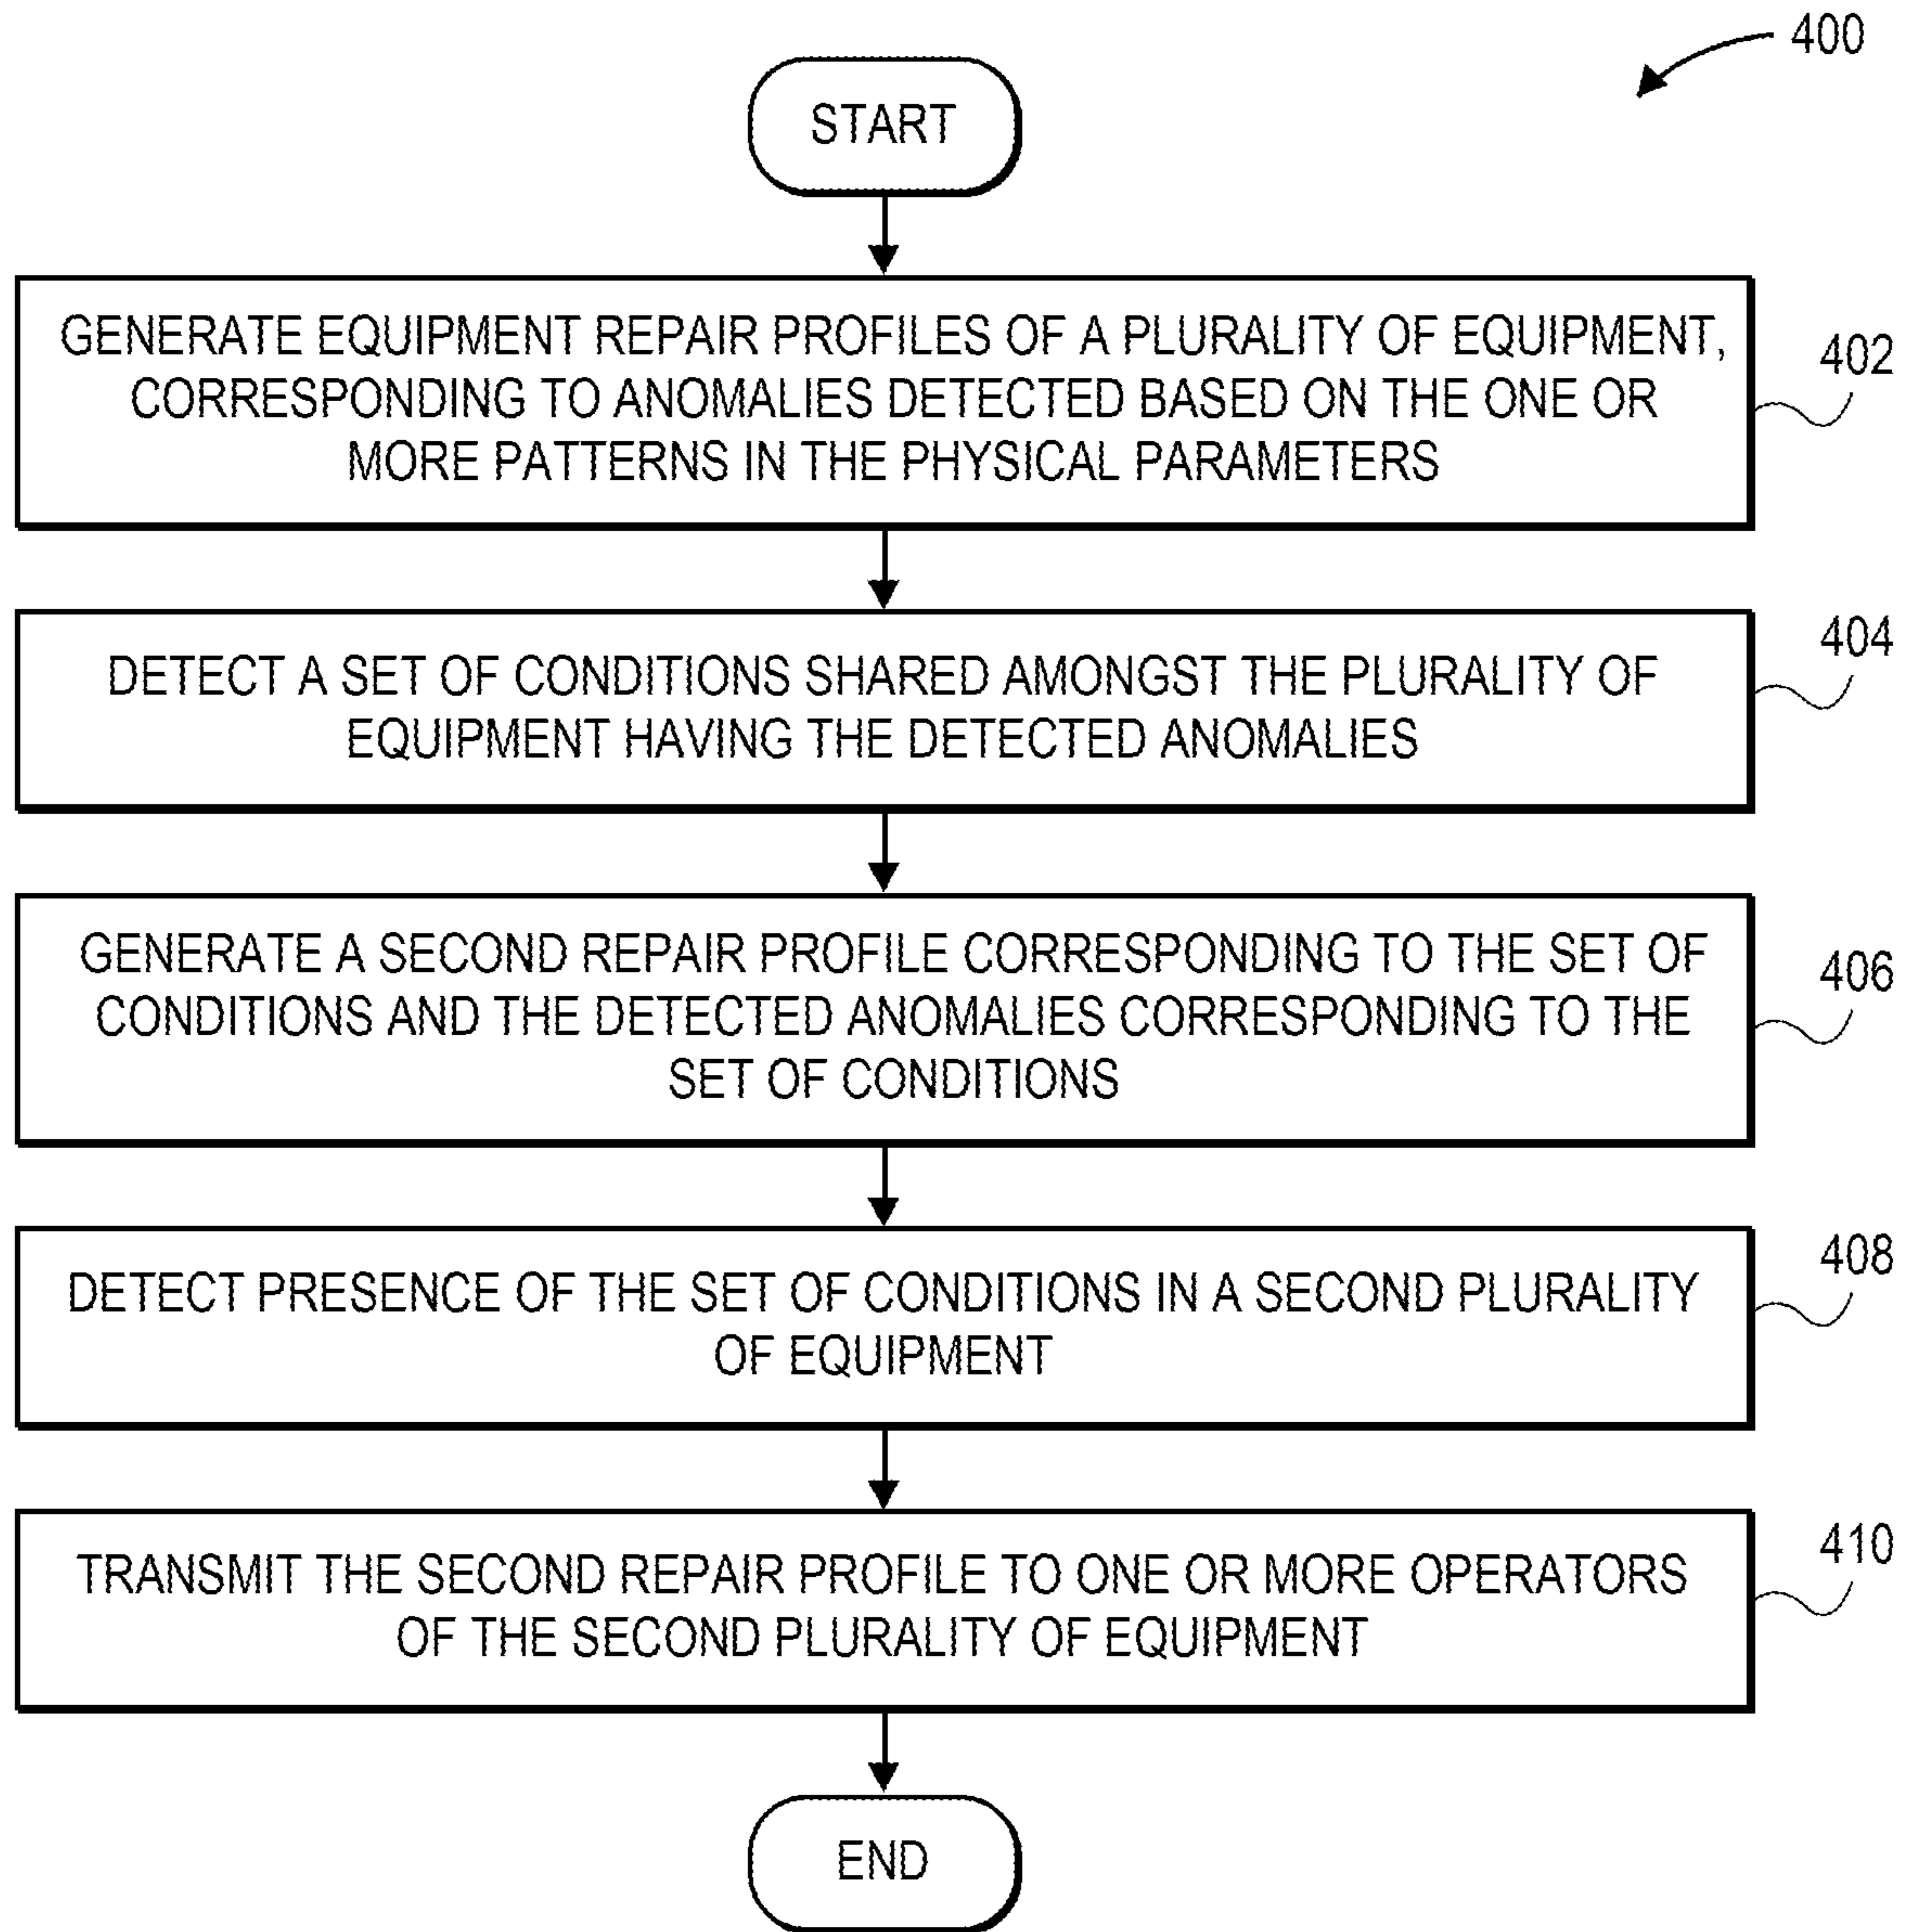 400
START
GENERATE EQUIPMENT REPAIR PROFILES OF A PLURALITY OF EQUIPMENT,
CORRESPONDING TO ANOMALIES DETECTED BASED ON THE ONE OR
MORE PATTERNS IN THE PHYSICAL PARAMETERS
402
DETECT A SET OF CONDITIONS SHARED AMONGST THE PLURALITY OF
EQUIPMENT HAVING THE DETECTED ANOMALIES
404
GENERATE A SECOND REPAIR PROFILE CORRESPONDING TO THE SET OF
CONDITIONS AND THE DETECTED ANOMALIES CORRESPONDING TO THE
SET OF CONDITIONS
406
DETECT PRESENCE OF THE SET OF CONDITIONS IN A SECOND PLURALITY
OF EQUIPMENT
408
TRANSMIT THE SECOND REPAIR PROFILE TO ONE OR MORE OPERATORS
OF THE SECOND PLURALITY OF EQUIPMENT
410
END